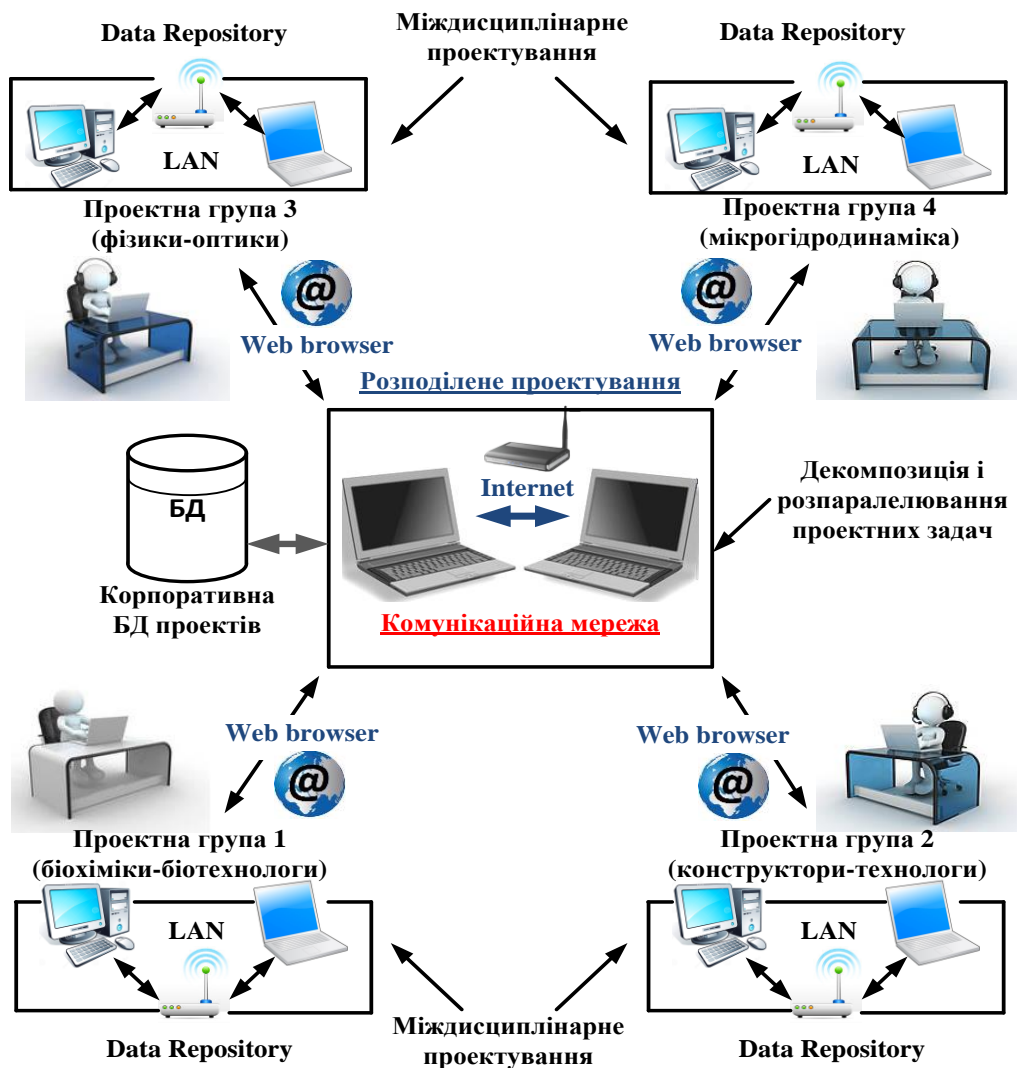 Data Repository
Міждисциплінарне
проектування
Data Repository
LAN
LAN
Проектна група 3
(фізики-оптики)
Проектна група 4
(мікрогідродинаміка)
@
Web browser
@
Web browser
Розподілене проектування
БД
Internet
Декомпозиція і
розпаралелювання
проектних задач
Корпоративна
БД проектів
Комунікаційна мережа
Web browser
@
Web browser
@
Проектна група 1
(біохіміки-біотехнологи)
Проектна група 2
(конструктори-технологи)
LAN
LAN
Data Repository
Міждисциплінарне
проектування
Data Repository